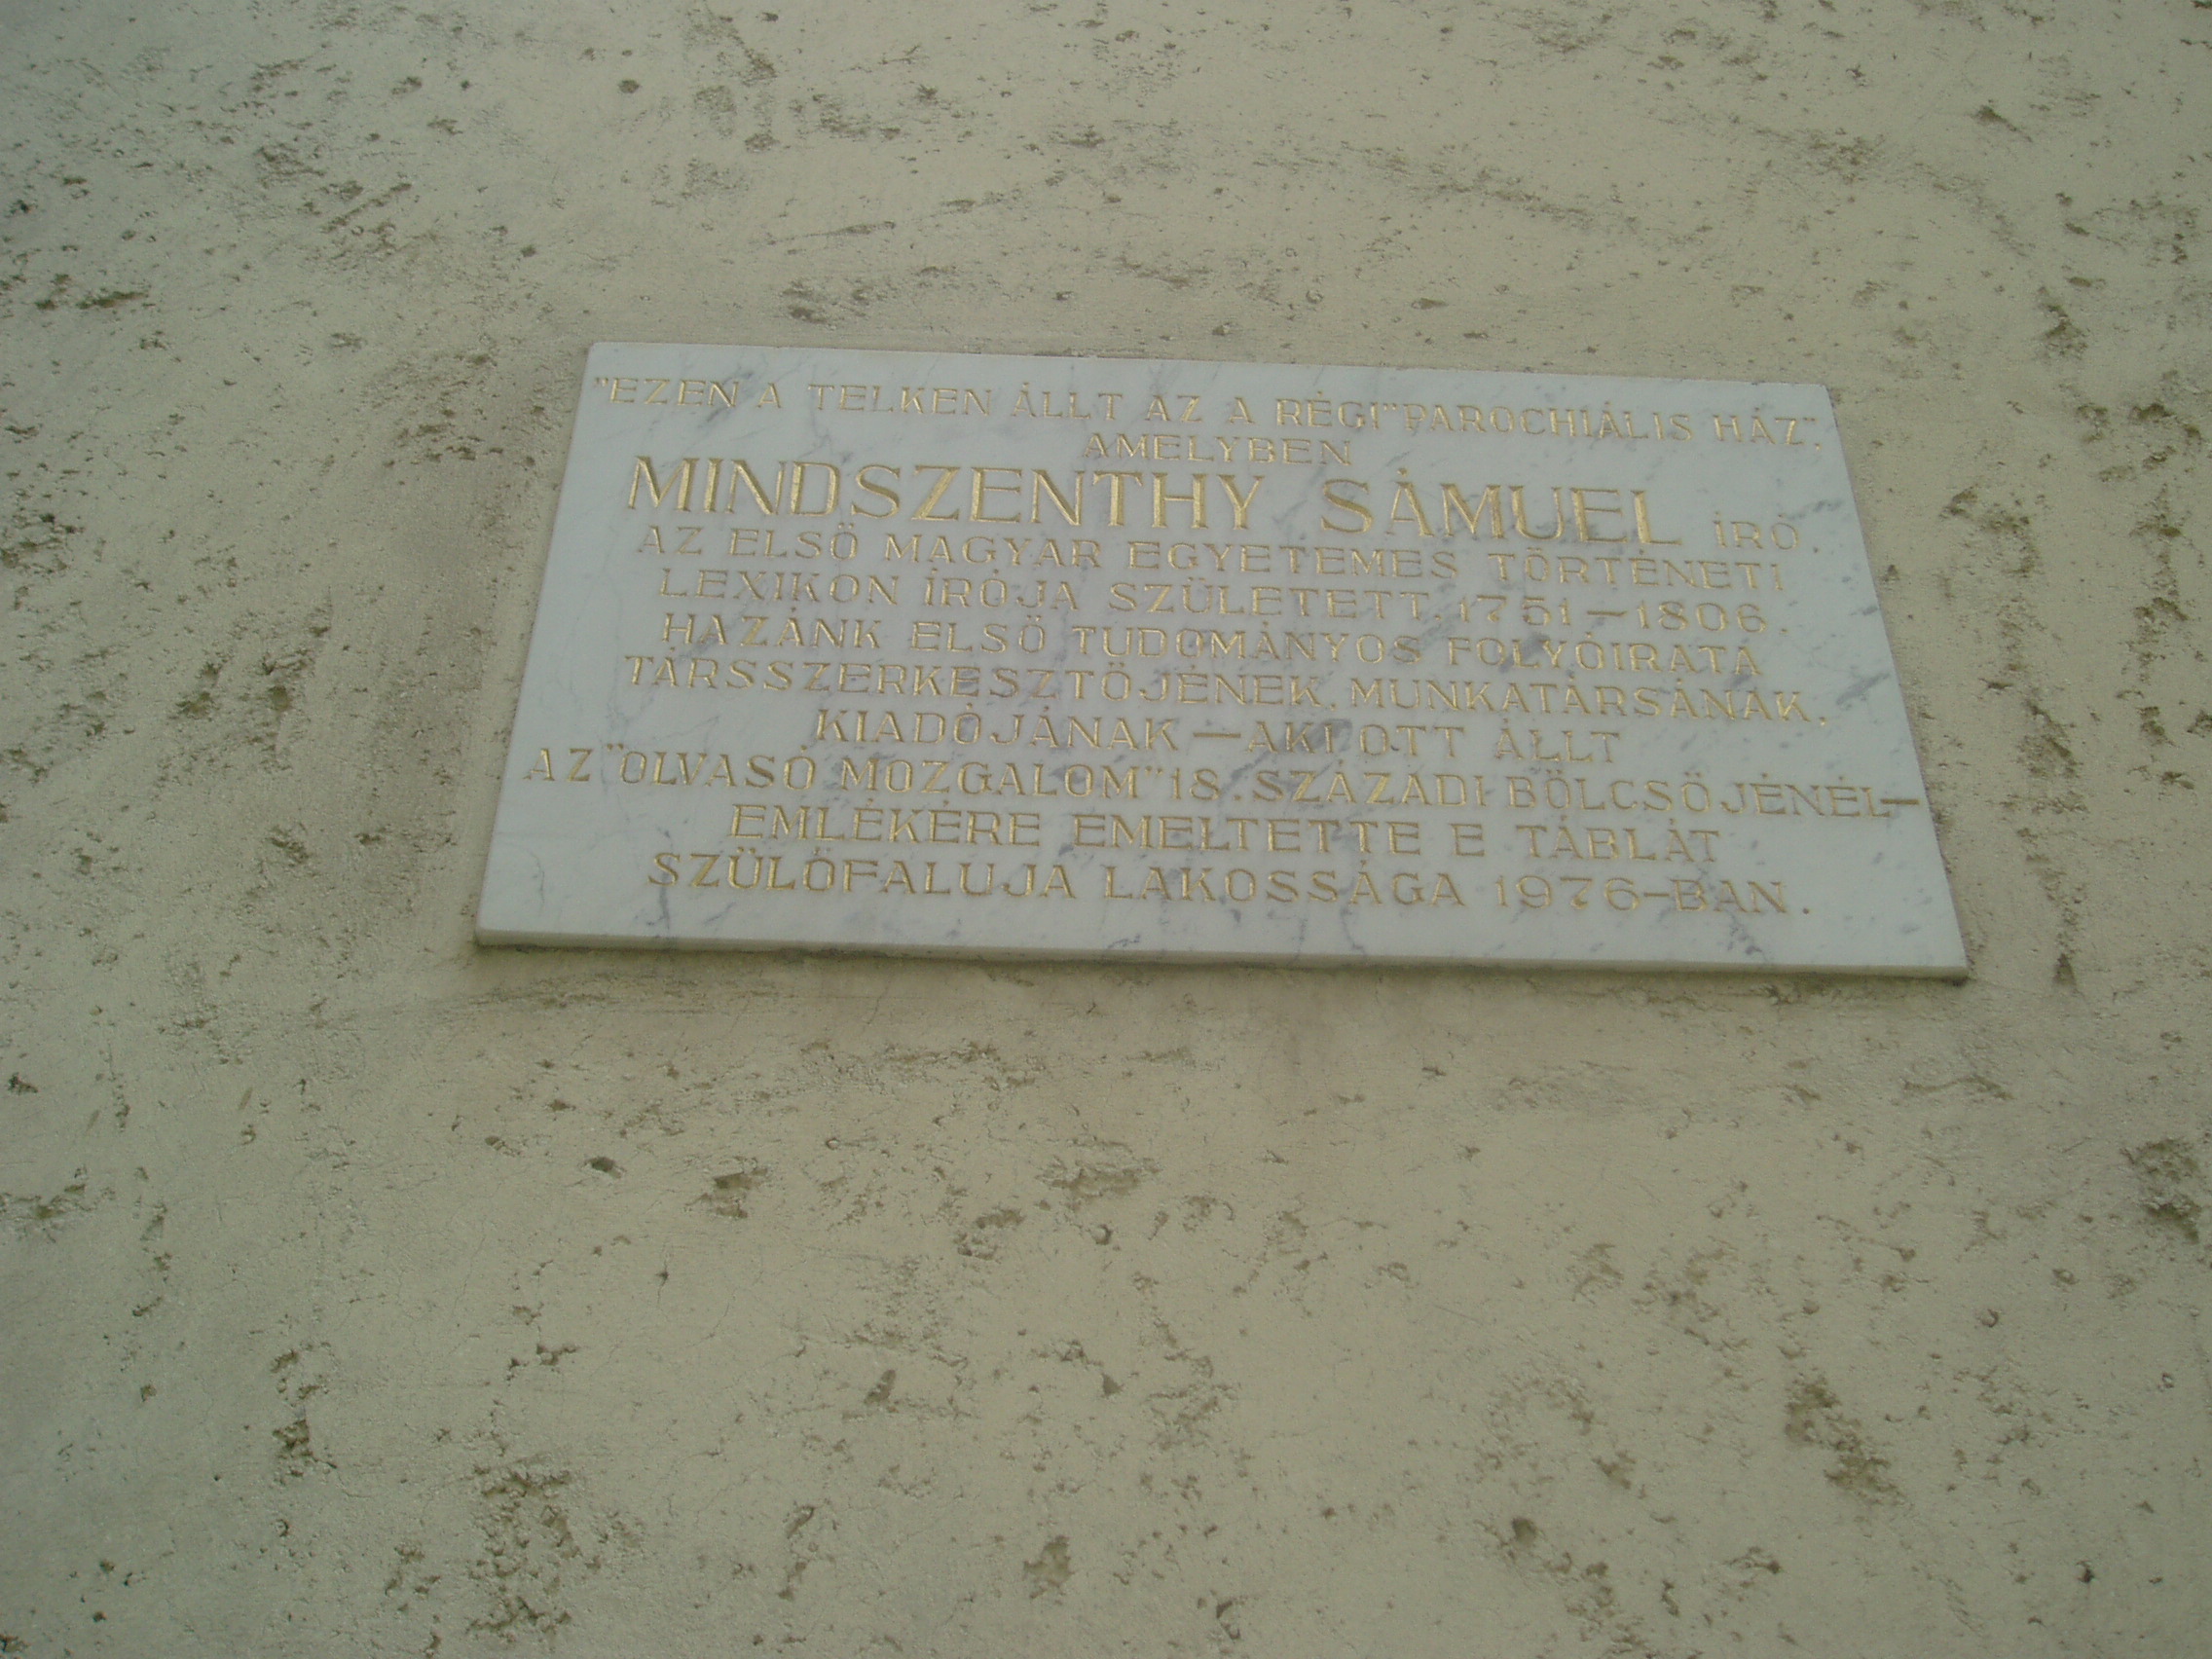 "EZEN A TELKEN ÁLLT AZ A RÉGI "PAROCHIÁLIS HÁZ",
AMELYBEN
MINDSZENTHY SÁMUEL ÍRÓ,
AZ ELSŐ MAGYAR EGYETEMES TÖRTÉNETI
LEXIKON ÍRÓJA SZÜLETETT. 1751-1806.
HAZÁNK ELSŐ TUDOMÁNYOS FOLYÓIRATA
TÁRSSZERKESZTŐJÉNEK, MUNKATÁRSÁNAK,
KIADÓJÁNAK – AKI OTT ÁLLT
AZ "OLVASÓ MOZGALOM" 18. SZÁZADI BÖLCSŐJÉNÉL –
EMLÉKÉRE EMELTETTE E TÁBLÁT
SZÜLŐFALUJA LAKOSSÁGA 1976-BAN.